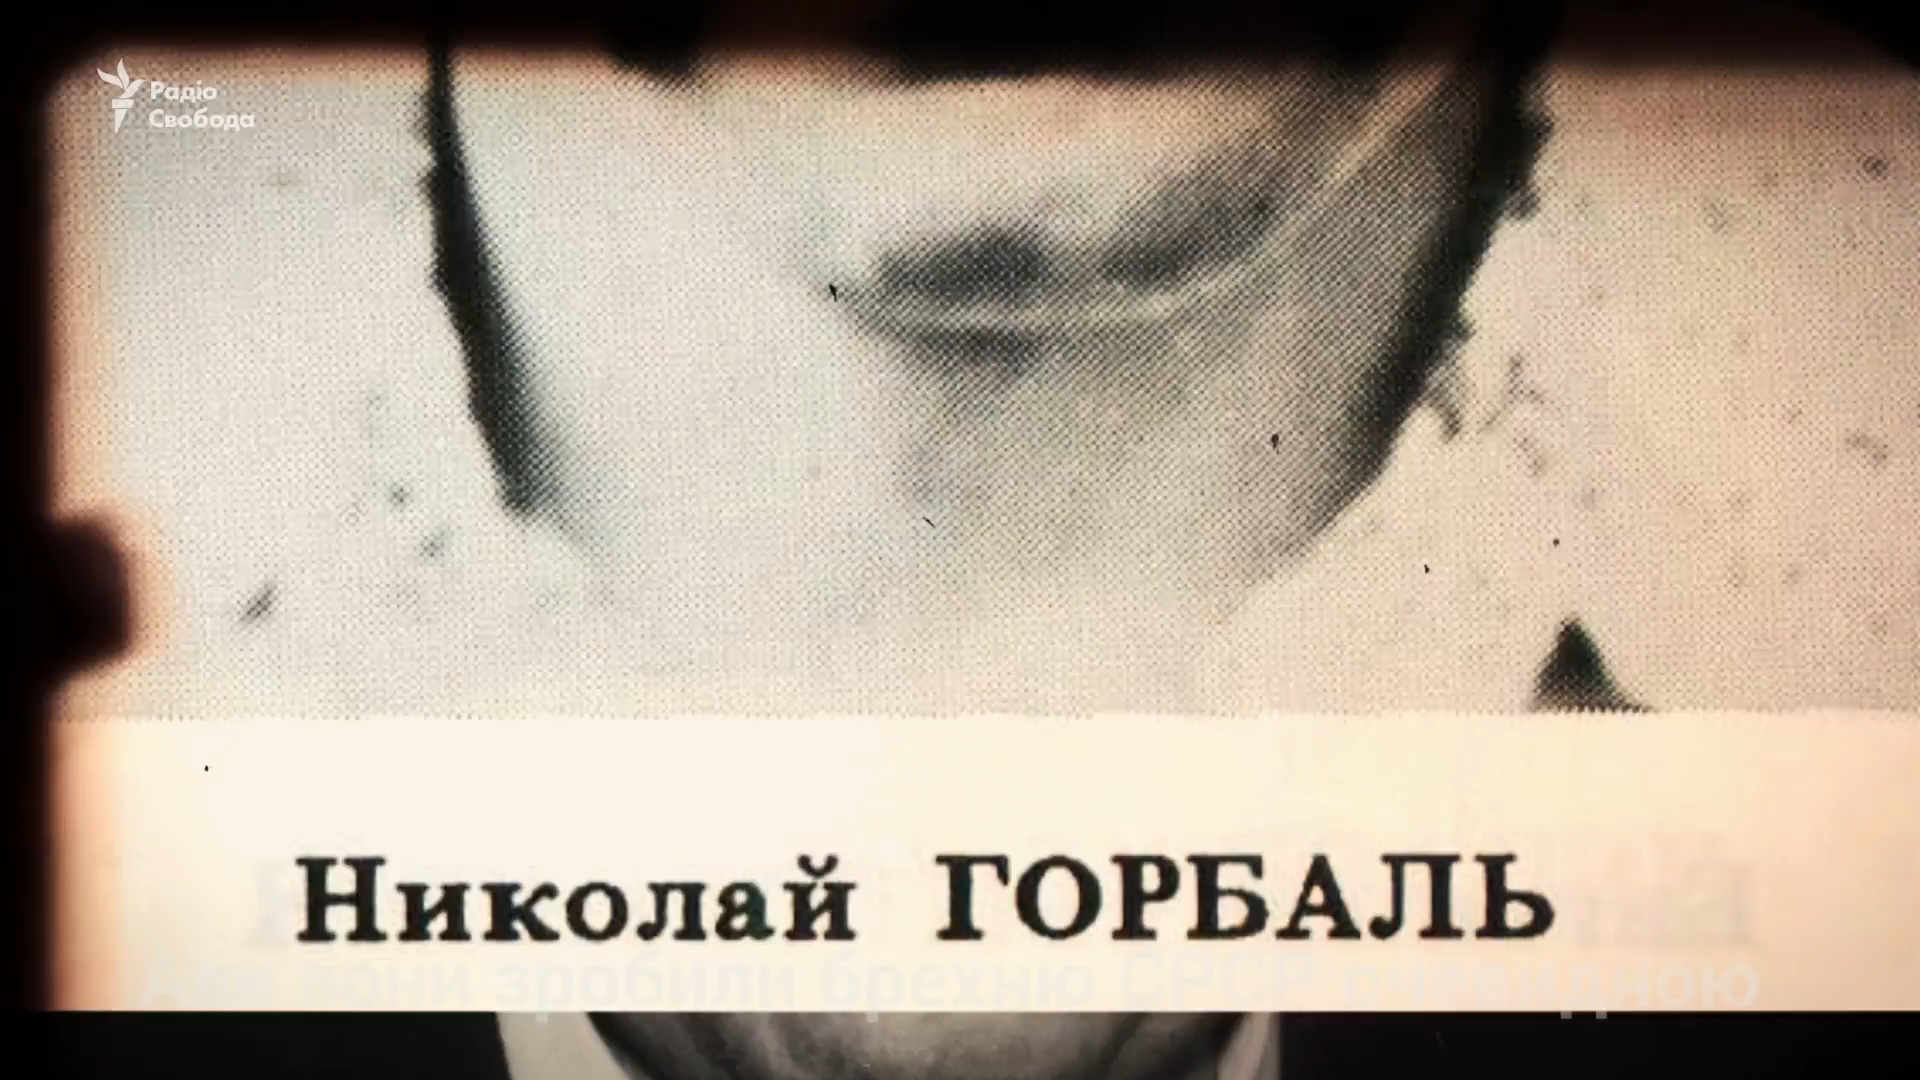 Радіо
Свобода
Николай ГОРБАЛЬ
Але вони зробили брехню СРСР очевидною